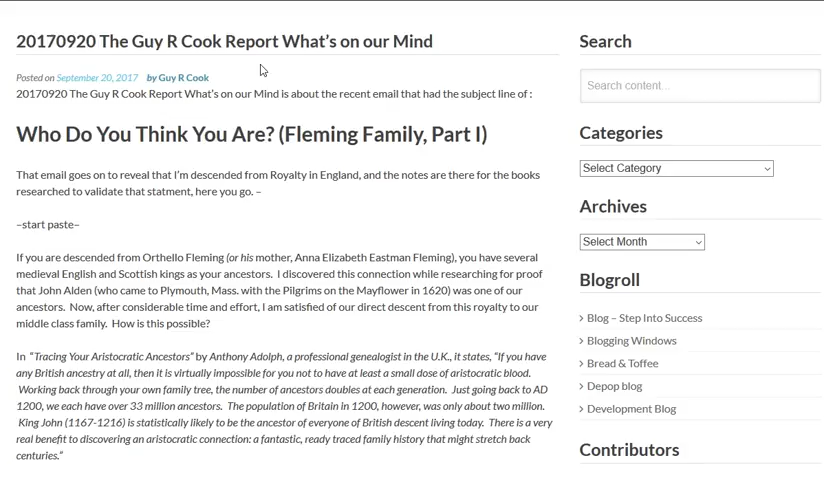 20170920 The Guy R Cook Report What's on our Mind
Posted on September 20, 2017 by Guy R Cook
20170920 The Guy R Cook Report What's on our Mind is about the recent email that had the subject line of :
Who Do You Think You Are? (Fleming Family, Part I)
That email goes on to reveal that I'm descended from Royalty in England, and the notes are there for the books
researched to validate that statment, here you go. –
–start paste–
If you are descended from Orthello Fleming (or his mother, Anna Elizabeth Eastman Fleming), you have several
medieval English and Scottish kings as your ancestors. I discovered this connection while researching for proof
that John Alden (who came to Plymouth, Mass. with the Pilgrims on the Mayflower in 1620) was one of our
ancestors. Now, after considerable time and effort, I am satisfied of our direct descent from this royalty to our
middle class family. How is this possible?
In "Tracing Your Aristocratic Ancestors" by Anthony Adolph, a professional genealogist in the U.K., it states, "If you have
any British ancestry at all, then it is virtually impossible for you not to have at least a small dose of aristocratic blood.
Working back through your own family tree, the number of ancestors doubles at each generation. Just going back to AD
1200, we each have over 33 million ancestors. The population of Britain in 1200, however, was only about two million.
King John (1167-1216) is statistically likely to be the ancestor of everyone of British descent living today. There is a very
real benefit to discovering an aristocratic connection: a fantastic, ready traced family history that might stretch back
centuries."
Search
Search content...
Categories
Select Category
Archives
Select Month
Blogroll
Blog – Step Into Success
Blogging Windows
Bread & Toffee
Depop blog
Development Blog
Contributors